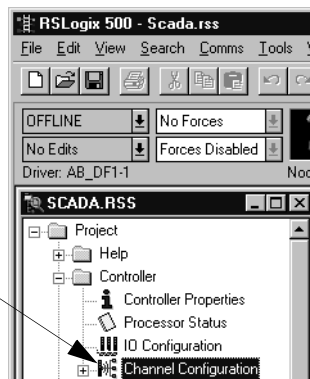 RSLogix 500 - Scada.rss
File Edit View Search Comms Tools
OFFLINE No Forces
No Edits Forces Disabled
Driver: AB_DF1-1
SCADA.RSS
Project
Help
Controller
Controller Properties
Processor Status
IO Configuration
Channel Configuration